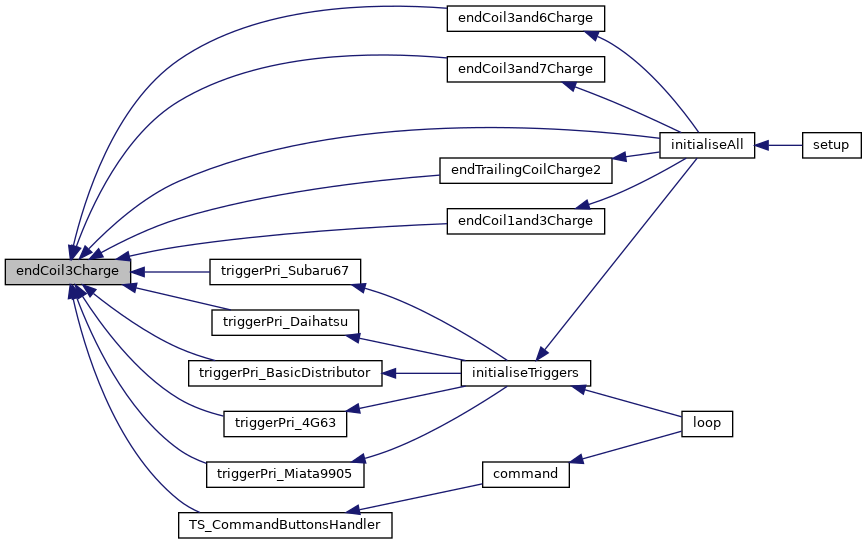 endCoil3and6Charge
endCoil3and7Charge
initialiseAll
setup
endTrailingCoilCharge2
endCoil1and3Charge
endCoil3Charge
triggerPri_Subaru67
triggerPri_Daihatsu
triggerPri_BasicDistributor
initialiseTriggers
triggerPri_4G63
loop
triggerPri_Miata9905
command
TS_CommandButtonsHandler